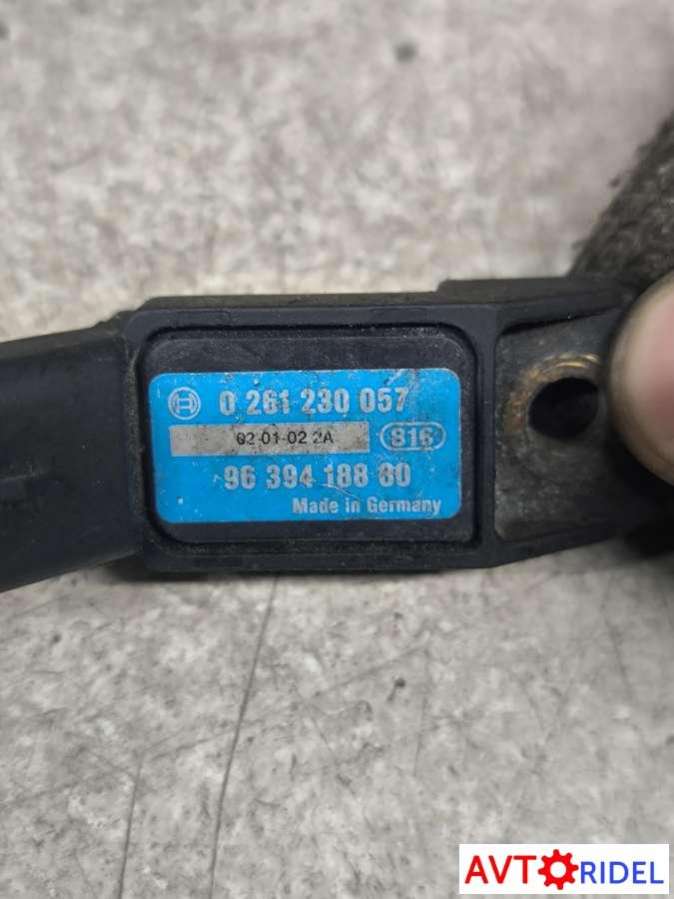 0 261 230 057
02-01-02 2A
816
96 394 188 80
Made in Germany
AVTORIDEL